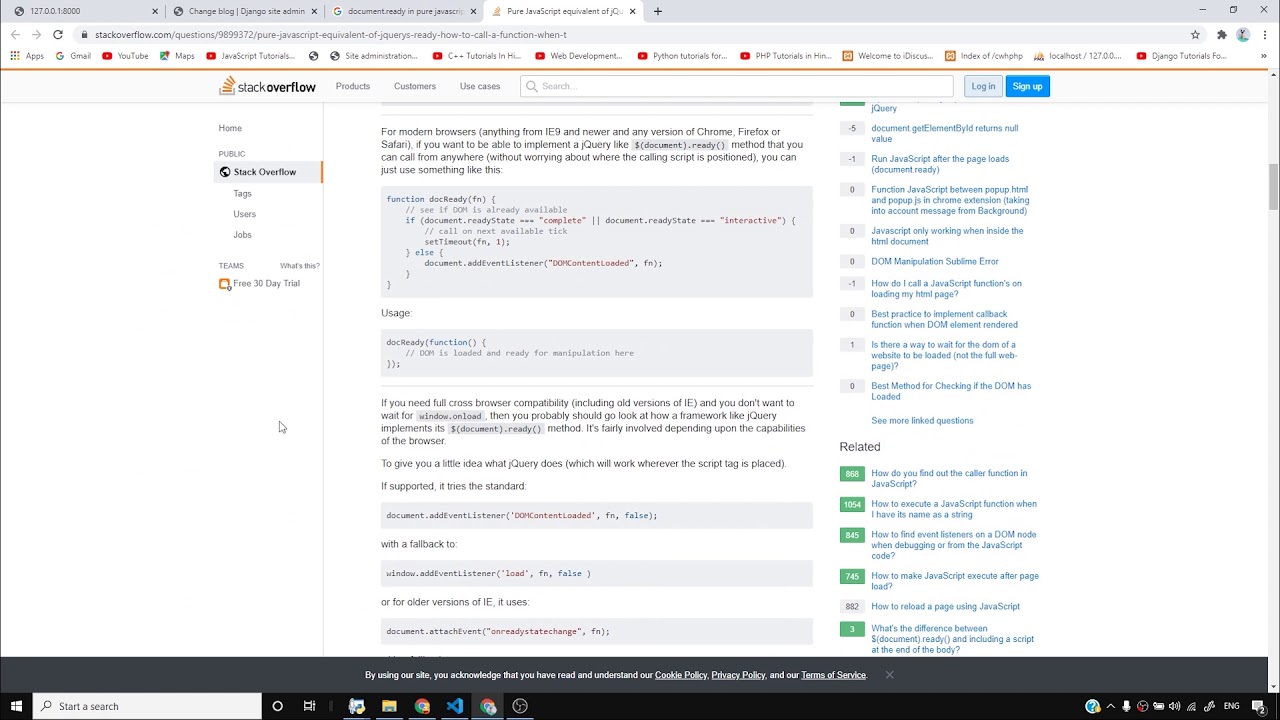 127.0.0.1:8000
Change Django site admin
document.ready in pure javascrip
Pure JavaScript equivalent of jQu
stackoverflow.com/questions/9899372/pure-javascript-equivalent-of-jquerys-ready-how-to-call-a-function-when-t
Apps
Gmail
YouTube
Maps
JavaScript Tutorials...
Site administration...
C++ Tutorials In Hi...
Web Development...
Python tutorials for...
PHP Tutorials in Hin...
Welcome to iDiscus...
Index of /cwhphp
localhost / 127.0.0....
Django Tutorials Fo...
»
stackoverflow
Products
Customers
Use cases
Search...
Log in
Sign up
Home
PUBLIC
Stack Overflow
Tags
Users
Jobs
TEAMS
What's this?
Free 30 Day Trial
For modern browsers (anything from IE9 and newer and any version of Chrome, Firefox or
Safari), if you want to be able to implement a jQuery like $(document).ready() method that you
can call from anywhere (without worrying about where the calling script is positioned), you can
just use something like this:
function docReady(fn) {
// see if DOM is already available
if (document.readyState === "complete" || document.readyState === "interactive") {
// call on next available tick
setTimeout(fn, 1);
} else {
document.addEventListener("DOMContentLoaded", fn);
}
}
Usage:
docReady(function() {
// DOM is loaded and ready for manipulation here
});
If you need full cross browser compatibility (including old versions of IE) and you don't want to
wait for window.onload, then you probably should go look at how a framework like jQuery
implements its $(document).ready() method. It's fairly involved depending upon the capabilities
of the browser.
To give you a little idea what jQuery does (which will work wherever the script tag is placed).
If supported, it tries the standard:
document.addEventListener('DOMContentLoaded', fn, false);
with a fallback to:
window.addEventListener('load', fn, false )
or for older versions of IE, it uses:
document.attachEvent("onreadystatechange", fn);
jQuery
-5
document.getElementById returns null
value
-1
Run JavaScript after the page loads
(document.ready)
0
Function JavaScript between popup.html
and popup.js in chrome extension (taking
into account message from Background)
0
Javascript only working when inside the
html document
0
DOM Manipulation Sublime Error
-1
How do I call a JavaScript function's on
loading my html page?
0
Best practice to implement callback
function when DOM element rendered
1
Is there a way to wait for the dom of a
website to be loaded (not the full web-
page)?
0
Best Method for Checking if the DOM has
Loaded
See more linked questions
Related
868
How do you find out the caller function in
JavaScript?
1054
How to execute a JavaScript function when
I have its name as a string
845
How to find event listeners on a DOM node
when debugging or from the JavaScript
code?
745
How to make JavaScript execute after page
load?
882
How to reload a page using JavaScript
3
What's the difference between
$(document).ready() and including a script
at the end of the body?
By using our site, you acknowledge that you have read and understand our Cookie Policy, Privacy Policy, and our Terms of Service.
Start a search
ENG
2